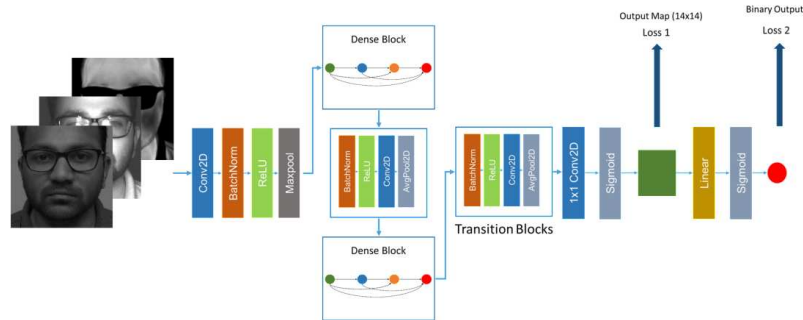 Output Map (14x14)
Loss 1
Binary Output
Loss 2
Dense Block
Conv2D
BatchNorm
ReLU
Maxpool
BatchNorm
ReLU
Conv2D
AvgPool2D
Dense Block
BatchNorm
ReLU
Conv2D
AvgPool2D
Transition Blocks
1x1 Conv2D
Sigmoid
Linear
Sigmoid